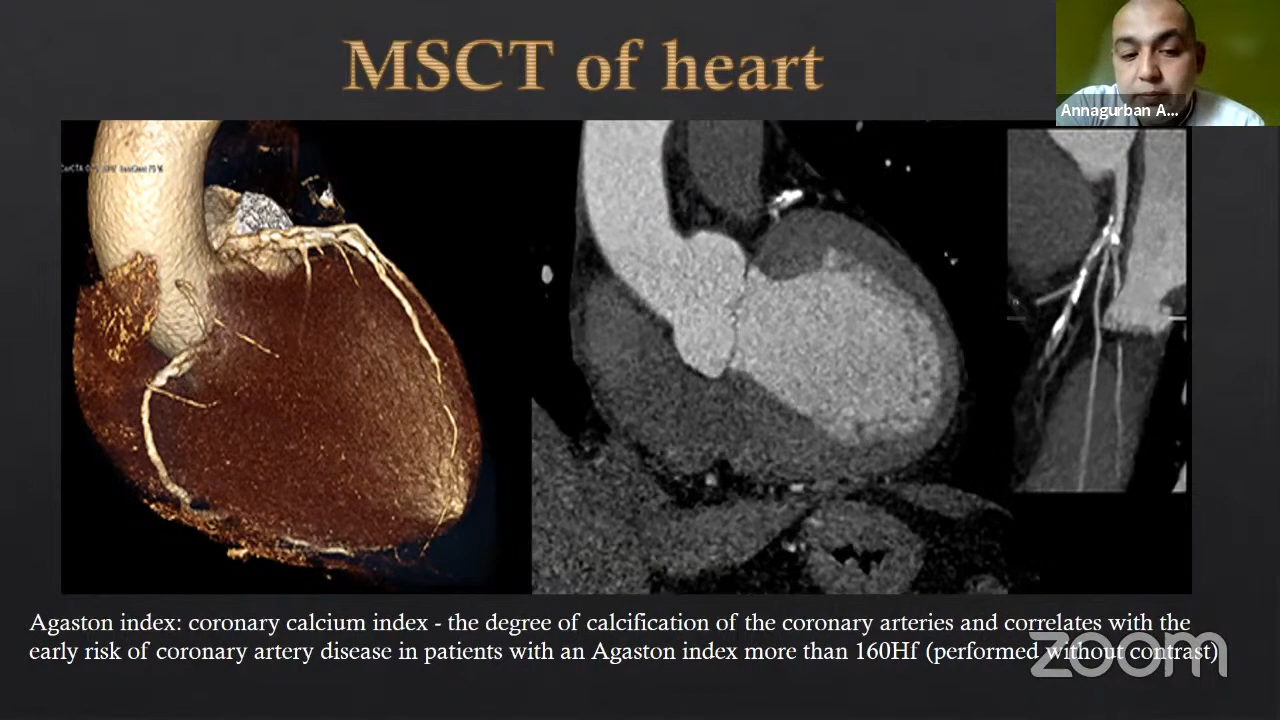 MSCT of heart
Annagurban A...
Agaston index: coronary calcium index - the degree of calcification of the coronary arteries and correlates with the
early risk of coronary artery disease in patients with an Agaston index more than 160Hf (performed without contrast)
zoom